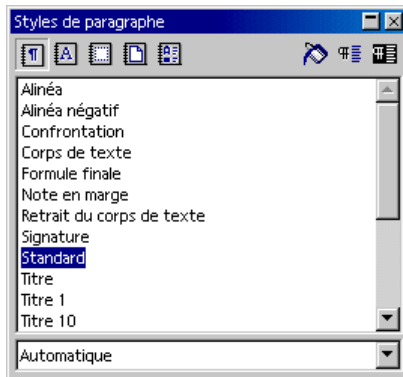 Styles de paragraphe
Alinéa
Alinéa négatif
Confrontation
Corps de texte
Formule finale
Note en marge
Retrait du corps de texte
Signature
Standard
Titre
Titre 1
Titre 10
Automatique